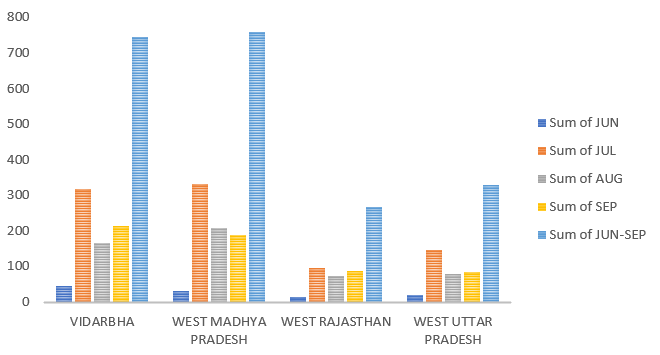 800
700
600
500
400
300
200
100
0
VIDARBHA
WEST MADHYA
PRADESH
WEST RAJASTHAN
WEST UTTAR
PRADESH
Sum of JUN
Sum of JUL
Sum of AUG
Sum of SEP
Sum of JUN-SEP